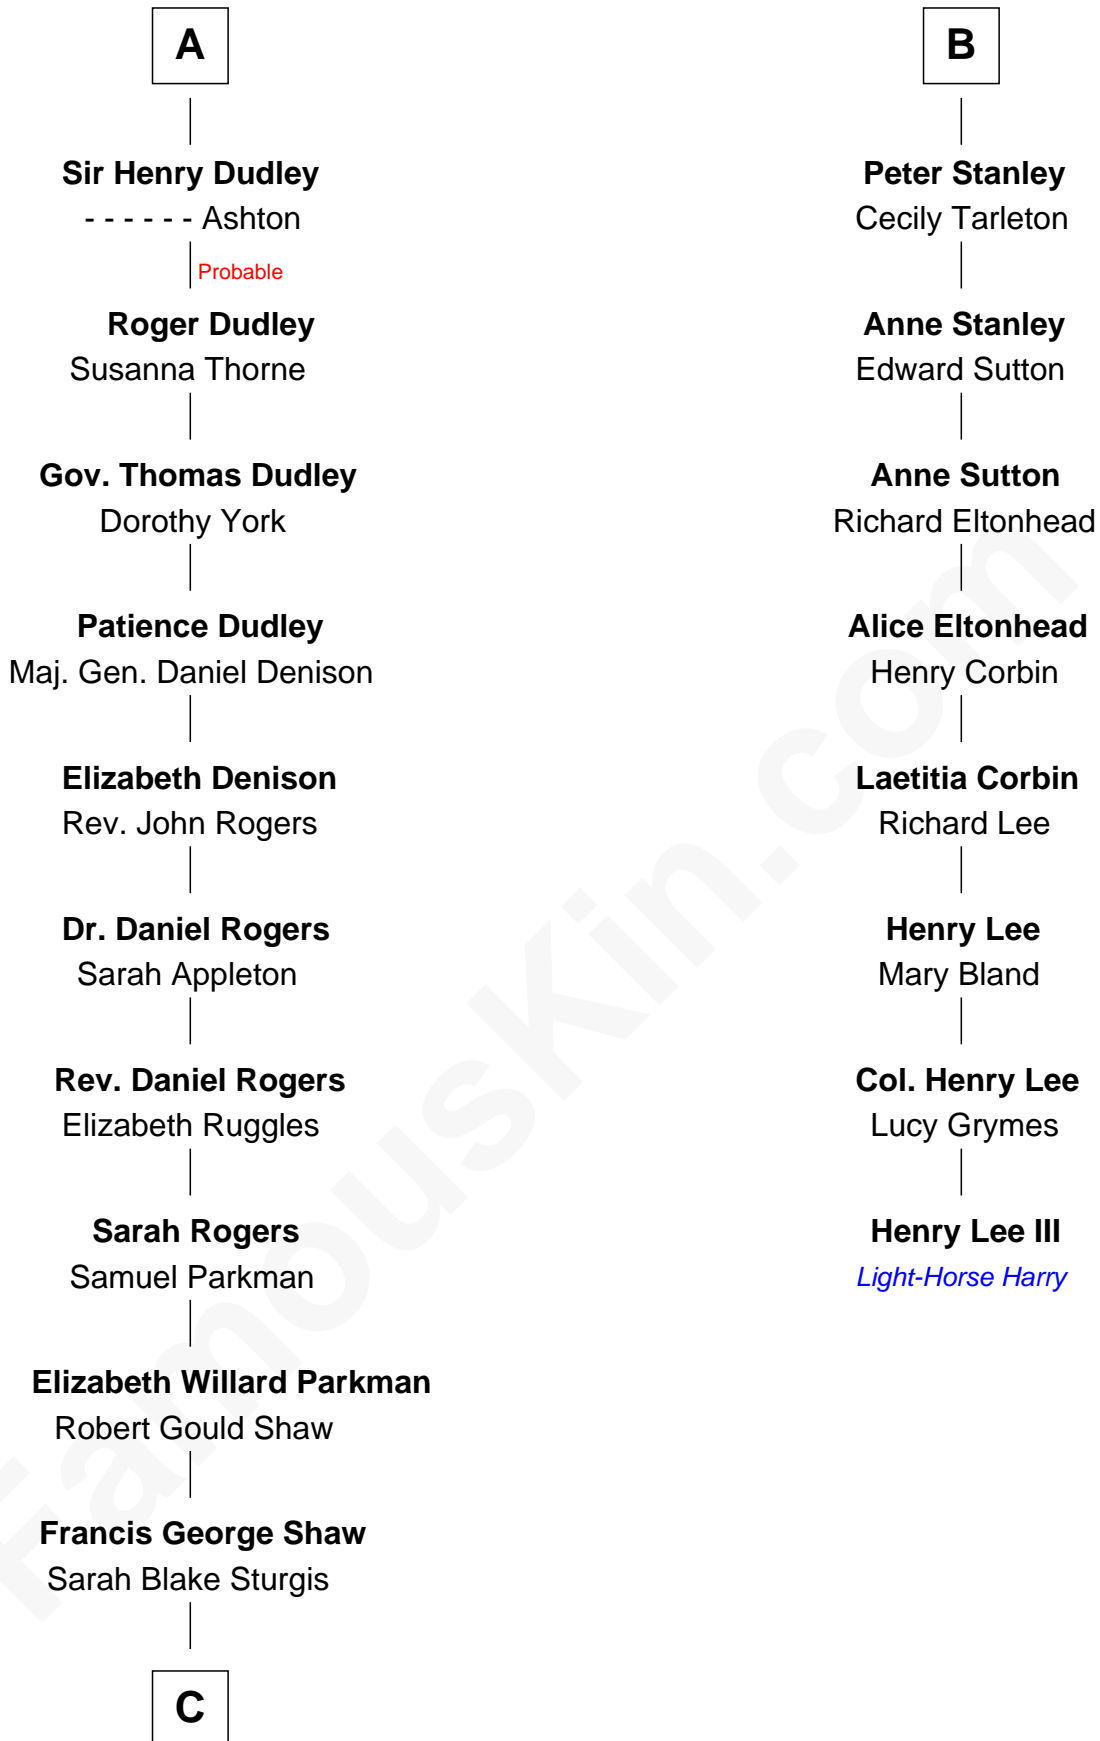 A
Sir Henry Dudley
- - - - - - Ashton
Probable
Roger Dudley
Susanna Thorne
Gov. Thomas Dudley
Dorothy York
Patience Dudley
Maj. Gen. Daniel Denison
Elizabeth Denison
Rev. John Rogers
Dr. Daniel Rogers
Sarah Appleton
Rev. Daniel Rogers
Elizabeth Ruggles
Sarah Rogers
Samuel Parkman
Elizabeth Willard Parkman
Robert Gould Shaw
Francis George Shaw
Sarah Blake Sturgis
C
B
Peter Stanley
Cecily Tarleton
Anne Stanley
Edward Sutton
Anne Sutton
Richard Eltonhead
Alice Eltonhead
Henry Corbin
Laetitia Corbin
Richard Lee
Henry Lee
Mary Bland
Col. Henry Lee
Lucy Grymes
Henry Lee III
Light-Horse Harry
FamousKin.com